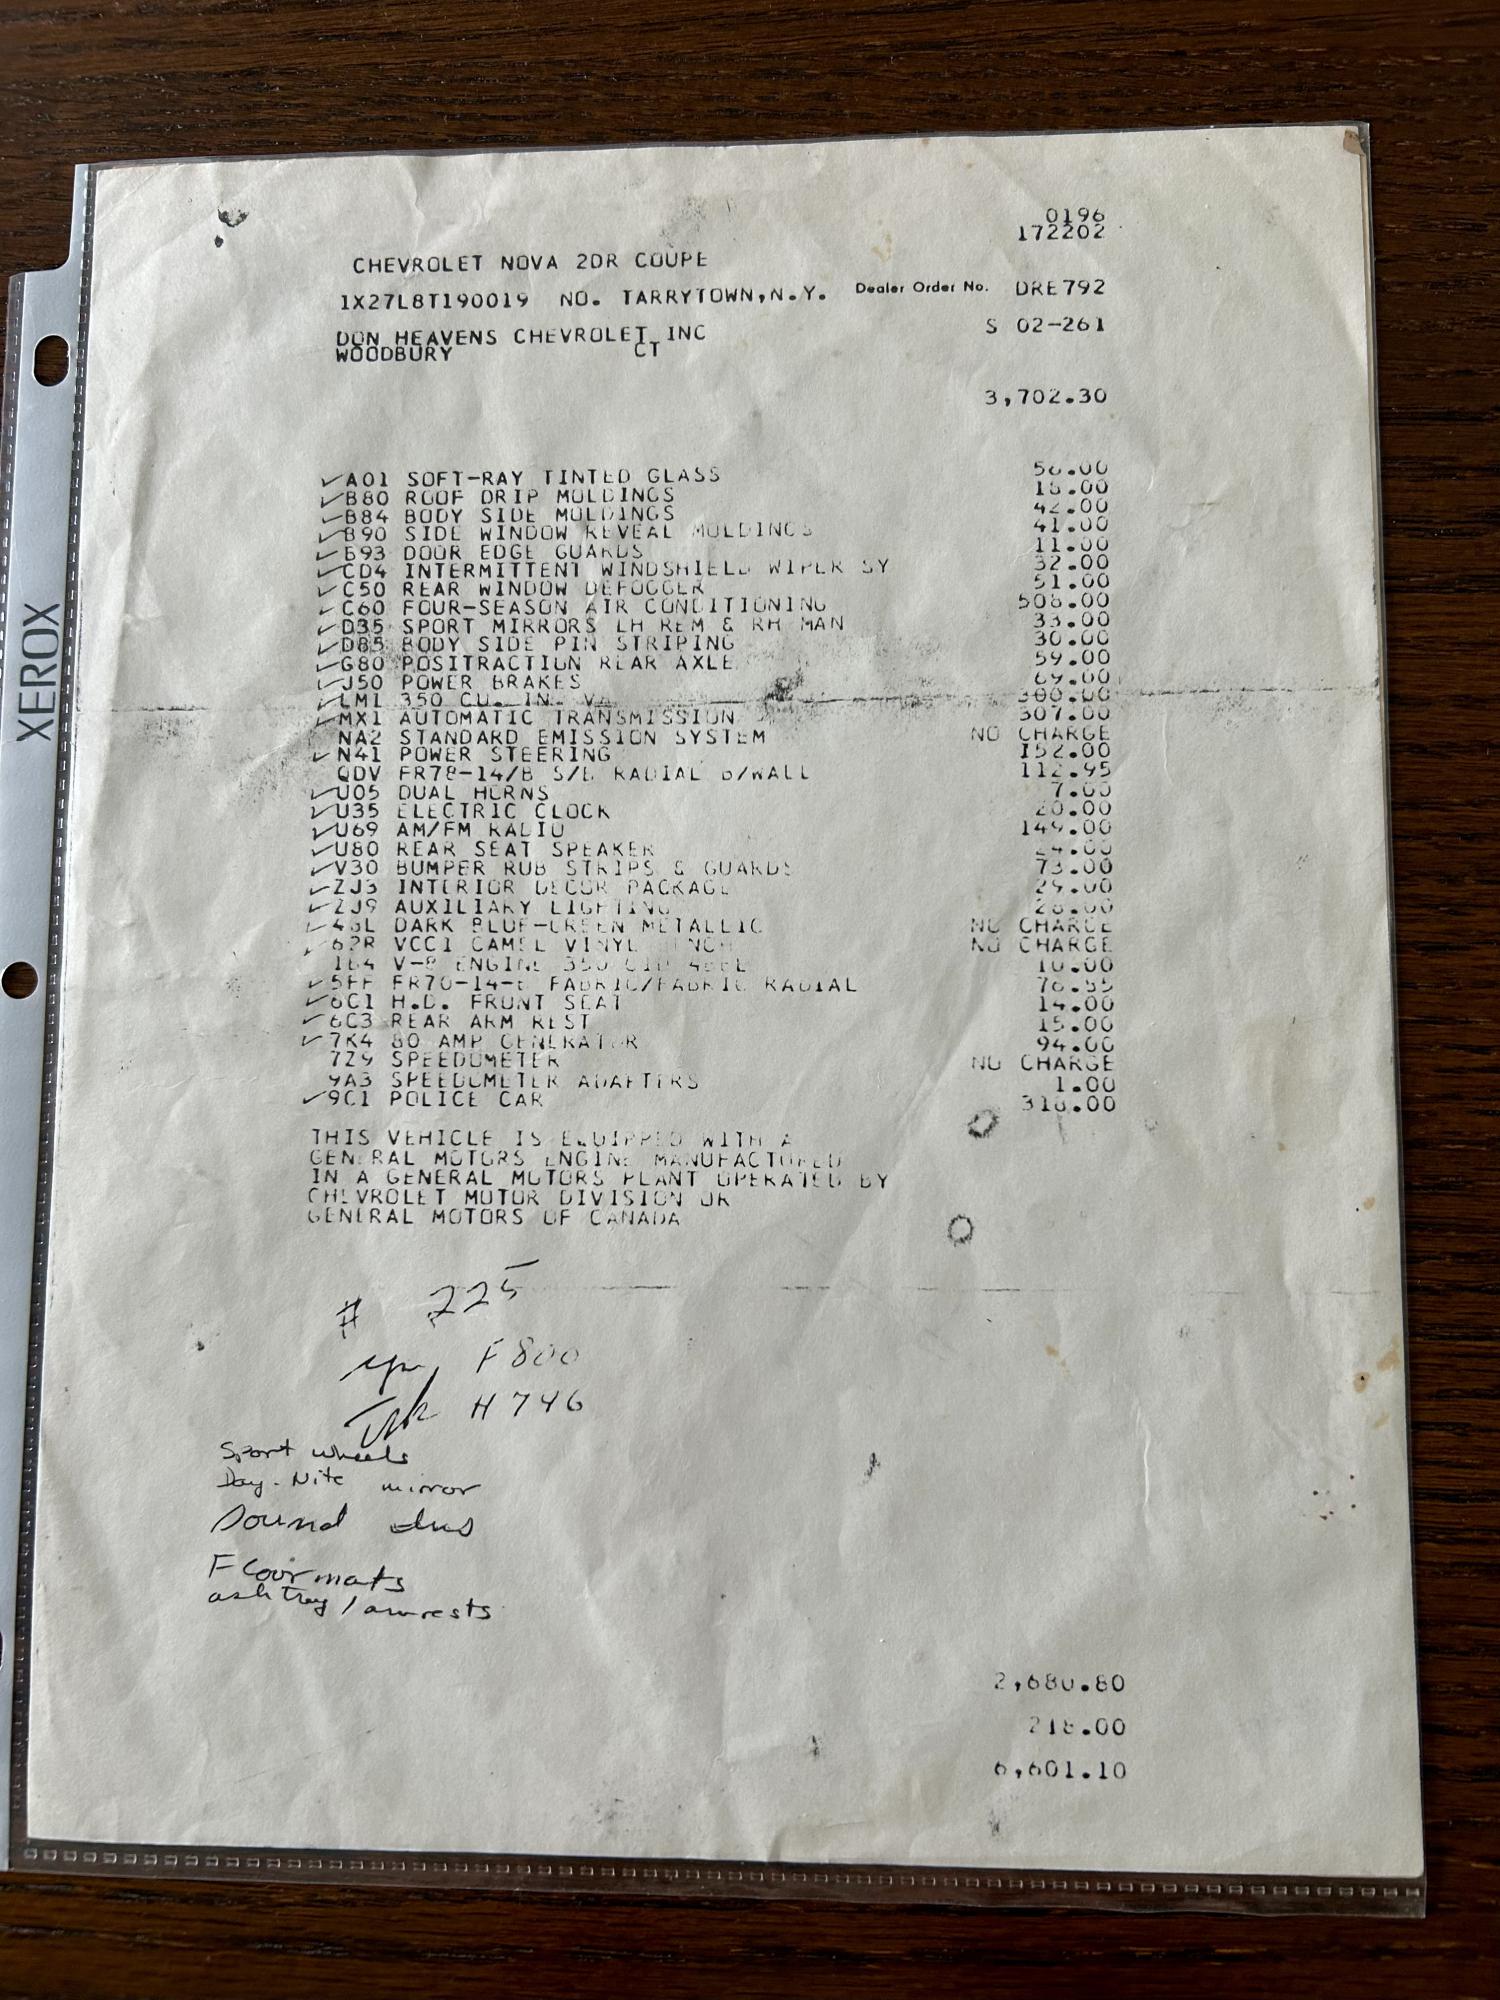 0196
172202
CHEVROLET NOVA 2DR COUPE
1X27L8T190019 NO. TARRYTOWN,N.Y. Dealer Order No. DRE792
DON HEAVENS CHEVROLET INC S 02-261
WOODBURY CT
3,702.30
A01 SOFT-RAY TINTED GLASS
B80 ROOF DRIP MOLDINGS
B84 BODY SIDE MOLDINGS 42.00
B90 SIDE WINDOW REVEAL MOLDINGS 41.00
B93 DOOR EDGE GUARDS 11.00
CD4 INTERMITTENT WINDSHIELD WIPER SY 32.00
C50 REAR WINDOW DEFOGGER 51.00
C60 FOUR-SEASON AIR CONDITIONING 508.00
D35 SPORT MIRRORS LH REM & RH MAN 33.00
D85 BODY SIDE PIN STRIPING 30.00
G80 POSITRACTION REAR AXLE 59.00
J50 POWER BRAKES 69.00
LM1 350 CU. IN.
MX1 AUTOMATIC TRANSMISSION 307.00
NA2 STANDARD EMISSION SYSTEM NO CHARGE
N41 POWER STEERING 152.00
QDV FR78-14/B S/B RADIAL B/WALL 112.95
U05 DUAL HORNS 7.00
U35 ELECTRIC CLOCK 20.00
U69 AM/FM RADIO 149.00
U80 REAR SEAT SPEAKER 24.00
V30 BUMPER RUB STRIPS & GUARDS 73.00
ZJ3 INTERIOR DECOR PACKAGE 29.00
ZJ9 AUXILIARY LIGHTING
DARK BLUE-GREEN METALLIC NO CHARGE
62R VCC1 CAMEL VINYL NO CHARGE
V-8 ENGINE 350 CID 4BBL 10.00
5FF FABRIC/FABRIC RADIAL
6C1 H.D. FRONT SEAT 14.00
6C3 REAR ARM REST 15.00
7K4 80 AMP GENERATOR 94.00
7Z9 SPEEDOMETER NO CHARGE
9A3 SPEEDOMETER ADAPTERS 1.00
9C1 POLICE CAR
THIS VEHICLE IS EQUIPPED WITH A
GENERAL MOTORS ENGINE MANUFACTURED
IN A GENERAL MOTORS PLANT OPERATED BY
CHEVROLET MOTOR DIVISION OR
GENERAL MOTORS OF CANADA
# 225
F800
H746
Sport wheels
Day-Nite mirror
Sound
Floor mats
ash tray / armrests
2,680.80
218.00
6,601.10
XEROX